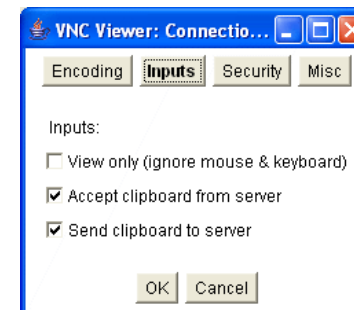 VNC Viewer: Connectio...
Encoding Inputs Security Misc
Inputs:
View only (ignore mouse & keyboard)
Accept clipboard from server
Send clipboard to server
OK Cancel